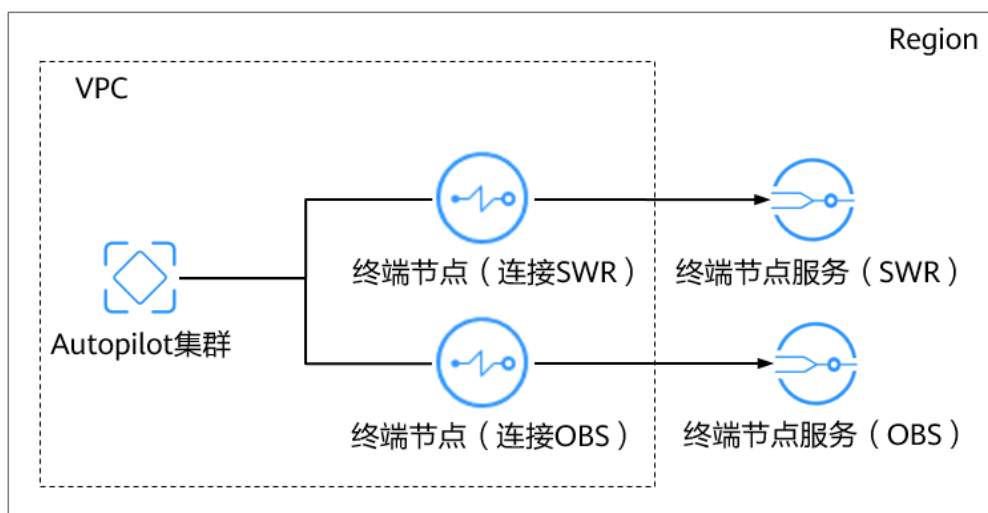 Region
VPC
终端节点（连接SWR）
终端节点服务（SWR）
Autopilot集群
终端节点（连接OBS）
终端节点服务（OBS）